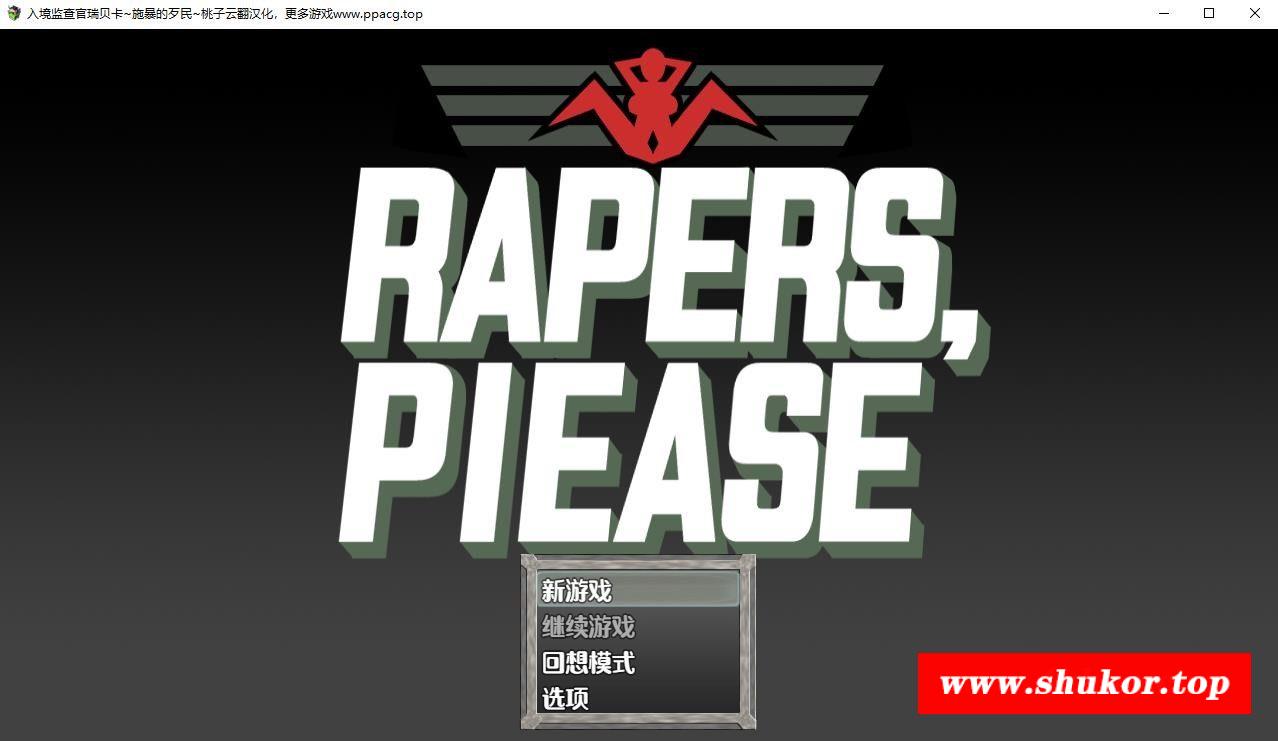 入境监查官瑞贝卡~施暴的歹民~桃子云翻汉化，更多游戏www.ppacg.top
RAPERS,
PIEASE
新游戏
继续游戏
回想模式
选项
www.shukor.top